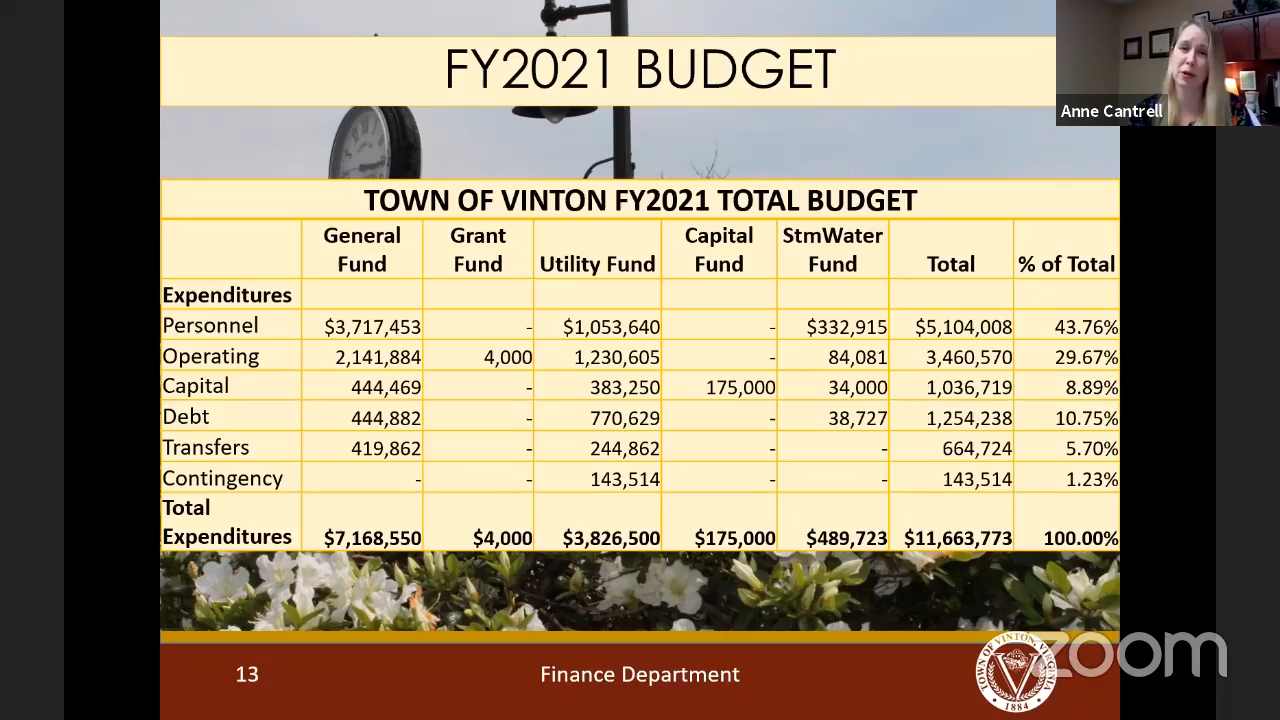 FY2021 BUDGET
Anne Cantrell
TOWN OF VINTON FY2021 TOTAL BUDGET
General Fund Grant Fund Utility Fund Capital Fund StmWater Fund Total % of Total
Expenditures
Personnel $3,717,453 - $1,053,640 - $332,915 $5,104,008 43.76%
Operating 2,141,884 4,000 1,230,605 - 84,081 3,460,570 29.67%
Capital 444,469 - 383,250 175,000 34,000 1,036,719 8.89%
Debt 444,882 - 770,629 - 38,727 1,254,238 10.75%
Transfers 419,862 - 244,862 - - 664,724 5.70%
Contingency - - 143,514 - - 143,514 1.23%
Total
Expenditures $7,168,550 $4,000 $3,826,500 $175,000 $489,723 $11,663,773 100.00%
13
Finance Department
TOWN OF VINTON, VIRGINIA
V
1884
zoom